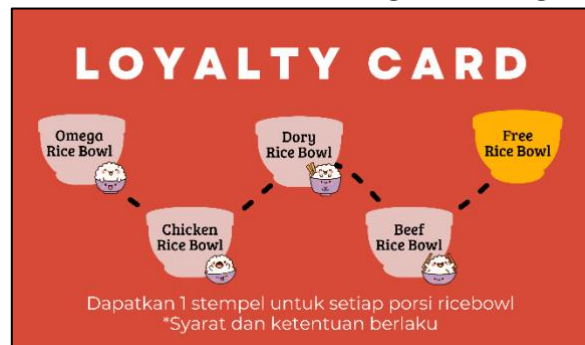 LOYALTY CARD
Omega
Rice Bowl
Dory
Rice Bowl
Free
Rice Bowl
Chicken
Rice Bowl
Beef
Rice Bowl
Dapatkan 1 stempel untuk setiap porsi ricebowl
*Syarat dan ketentuan berlaku